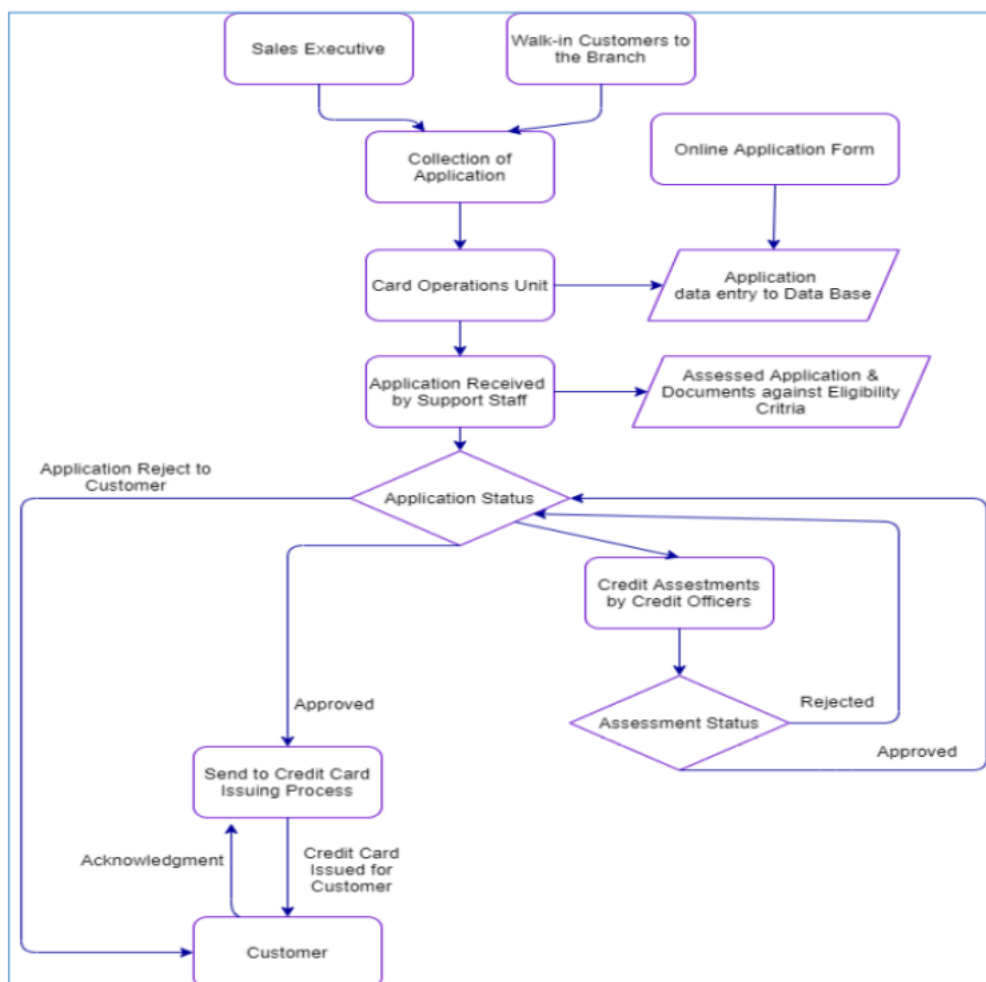 Sales Executive
Walk-in Customers to
the Branch
Collection of
Application
Online Application Form
Card Operations Unit
Application
data entry to Data Base
Application Received
by Support Staff
Assessed Application &
Documents against Eligibility
Critria
Application Reject to
Customer
Application Status
Credit Assestments
by Credit Officers
Approved
Assessment Status
Rejected
Approved
Send to Credit Card
Issuing Process
Acknowledgment
Credit Card
Issued for
Customer
Customer